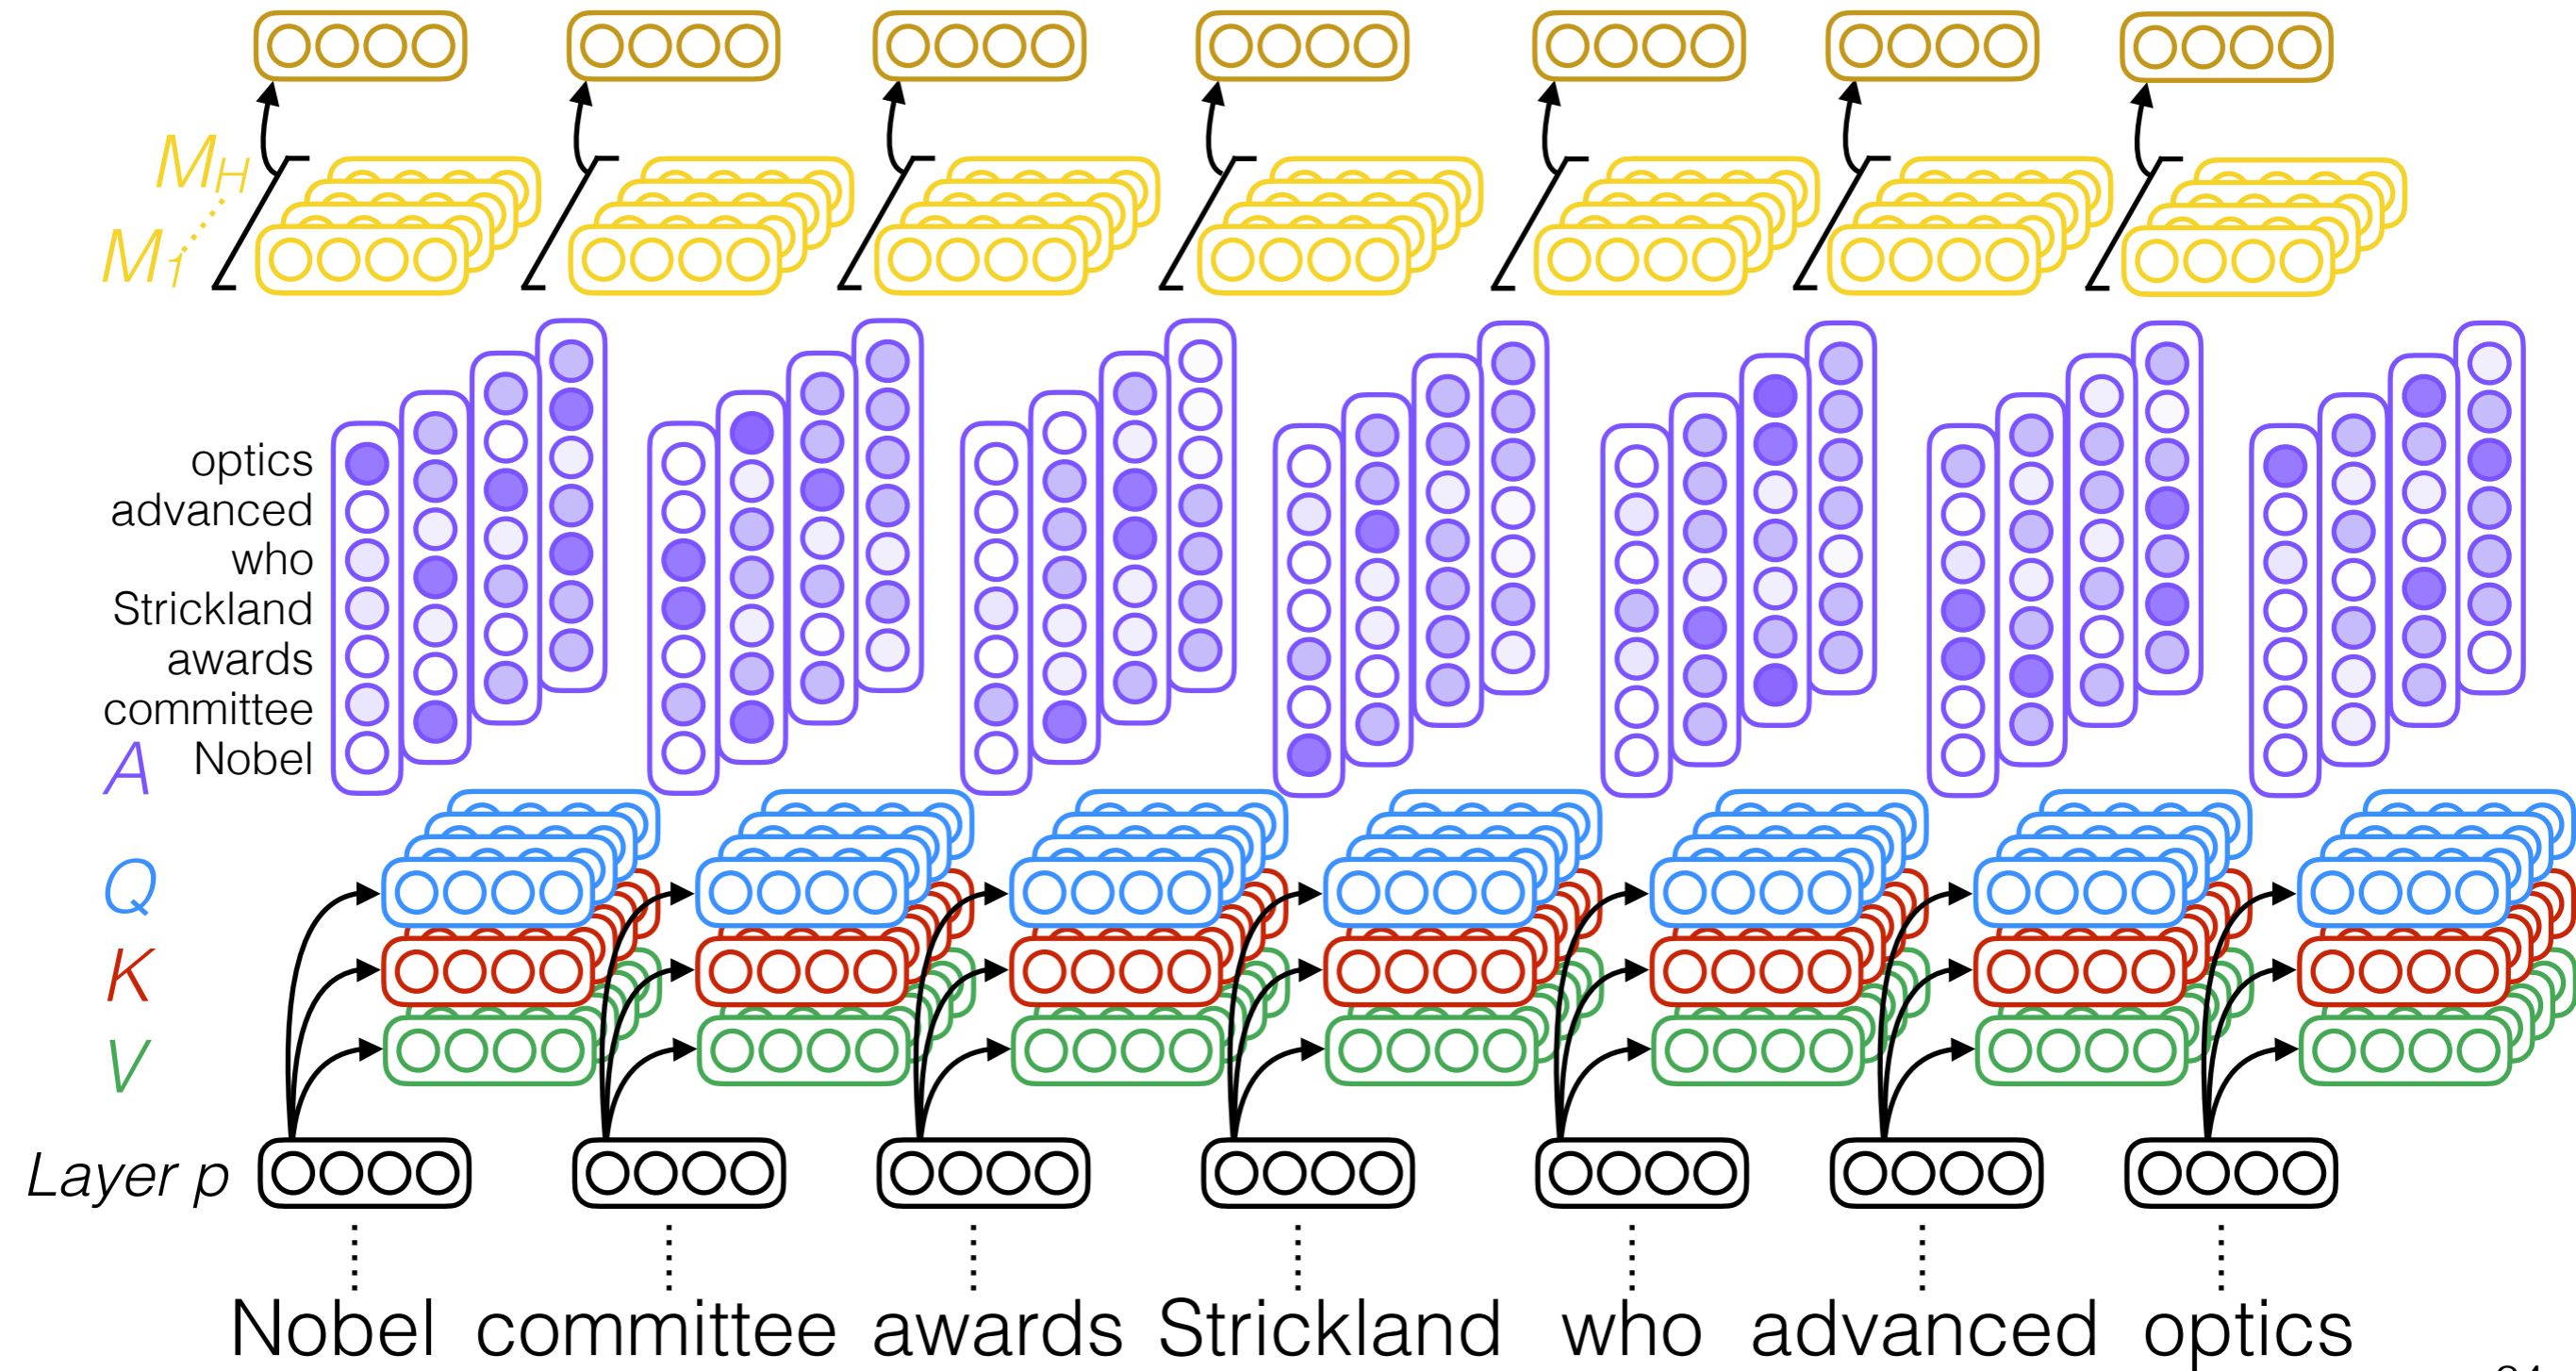 M_H
M_1
optics
advanced
who
Strickland
awards
committee
A Nobel
Q
K
V
Layer p
Nobel committee awards Strickland who advanced optics